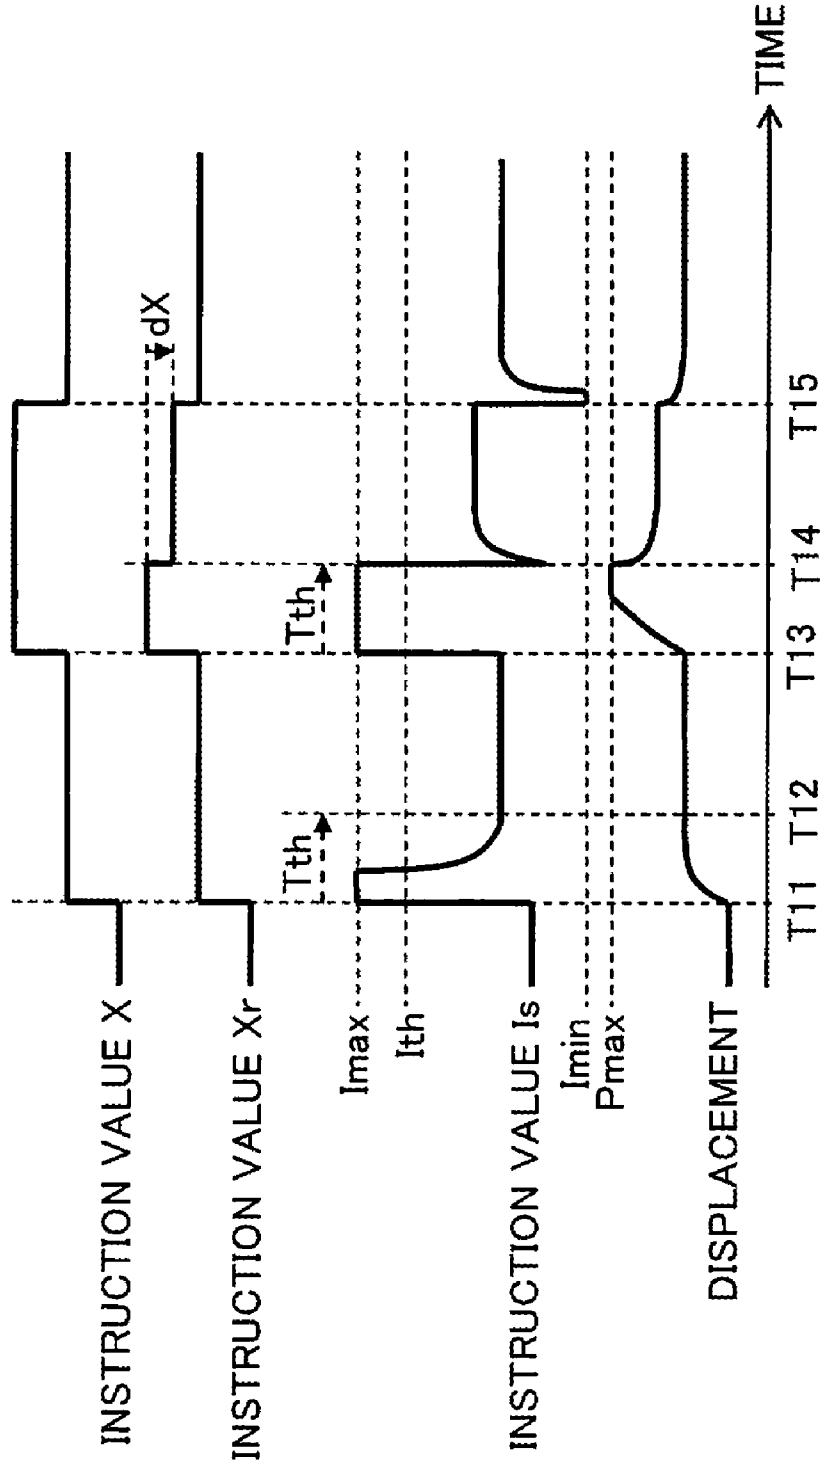 INSTRUCTION VALUE X
INSTRUCTION VALUE Xr
dX
Tth
Tth
Imax
Ith
INSTRUCTION VALUE Is
Imin
Pmax
DISPLACEMENT
T11
T12
T13
T14
T15
TIME